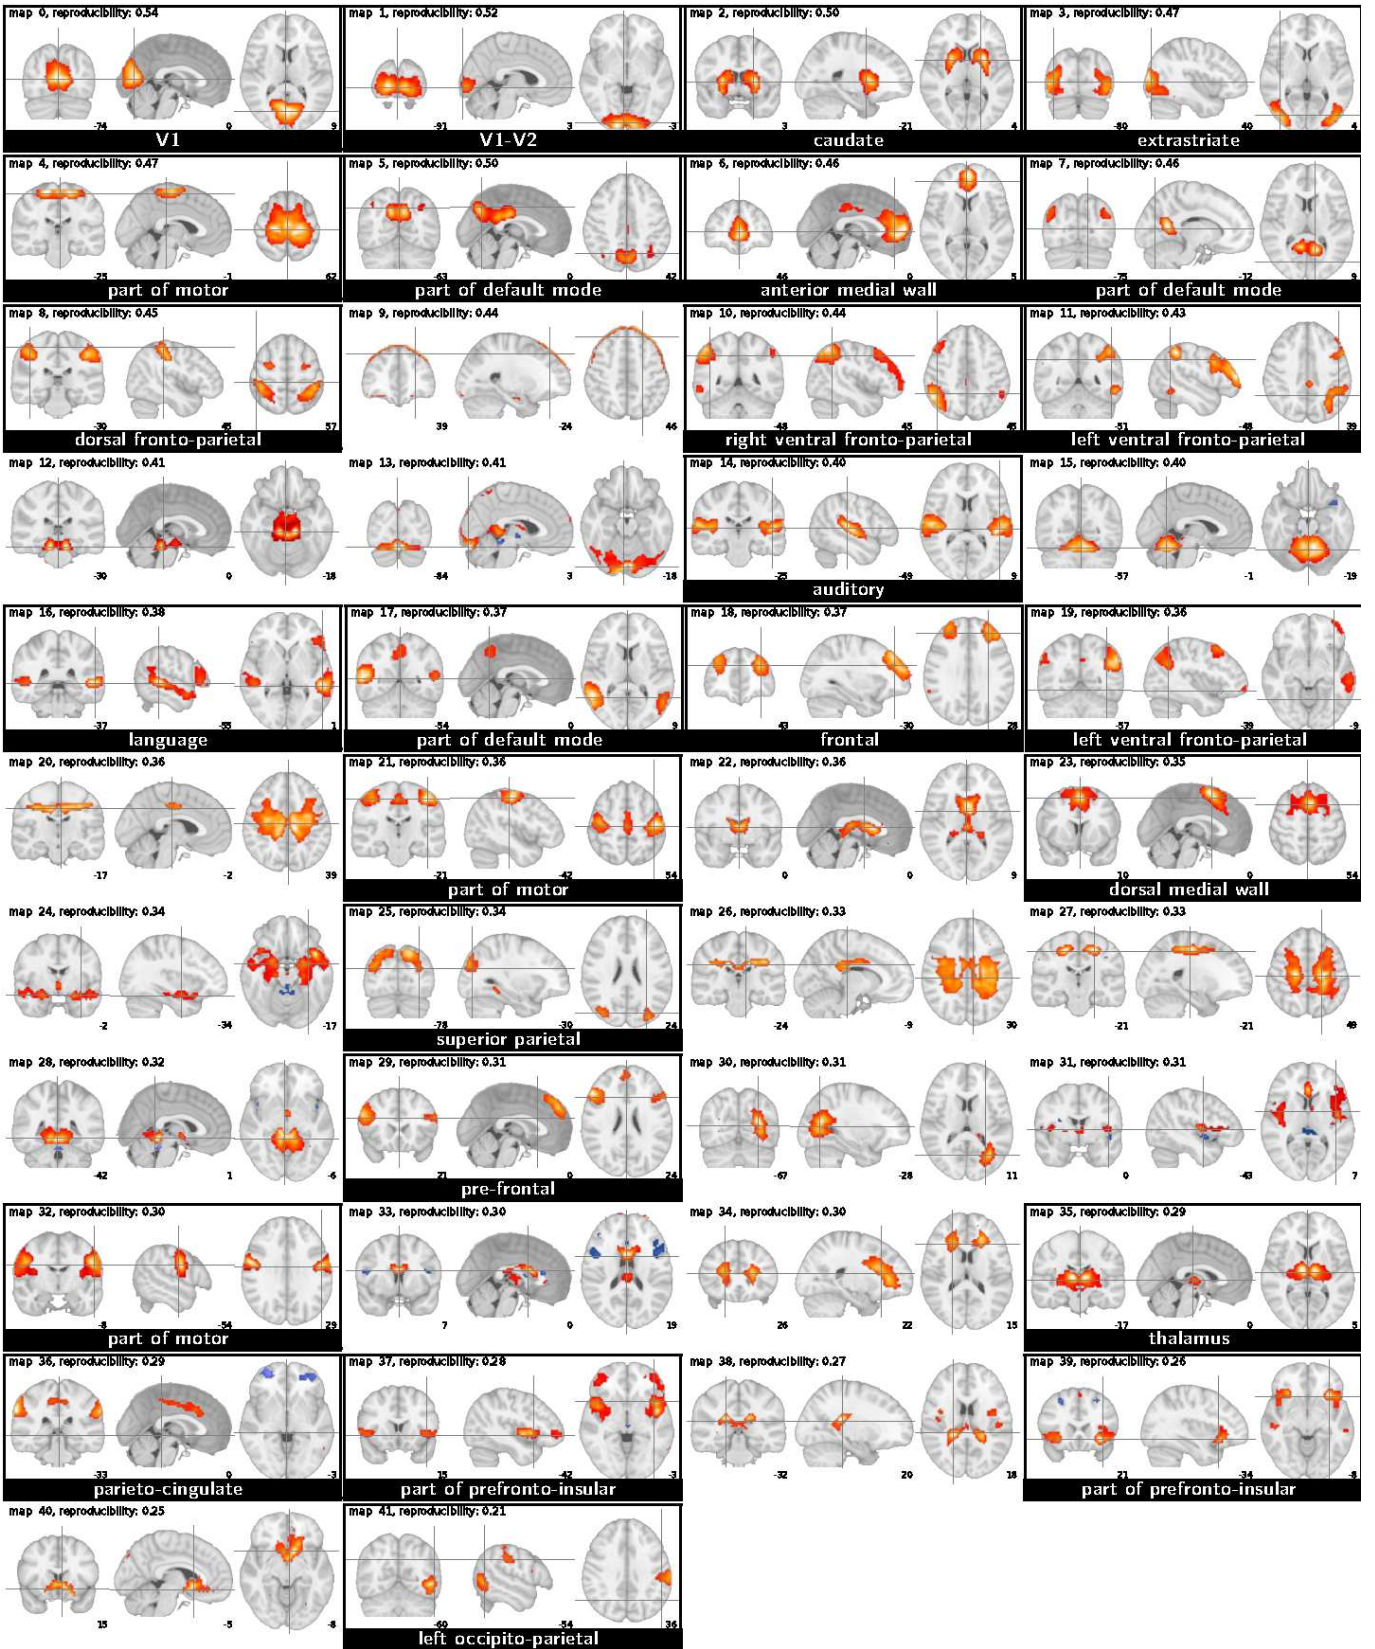 map 0, reproducibility: 0.54
-74 0 9
V1
map 1, reproducibility: 0.52
-91 3 -3
V1-V2
map 2, reproducibility: 0.50
3 -21 4
caudate
map 3, reproducibility: 0.47
-80 40 4
extrastriate
map 4, reproducibility: 0.47
-25 -1 62
part of motor
map 5, reproducibility: 0.50
-63 0 42
part of default mode
map 6, reproducibility: 0.46
46 0 5
anterior medial wall
map 7, reproducibility: 0.46
-75 -12 9
part of default mode
map 8, reproducibility: 0.45
-30 45 57
dorsal fronto-parietal
map 9, reproducibility: 0.44
39 -24 46
map 10, reproducibility: 0.44
-48 45 45
right ventral fronto-parietal
map 11, reproducibility: 0.43
-51 -48 39
left ventral fronto-parietal
map 12, reproducibility: 0.41
-30 0 -18
map 13, reproducibility: 0.41
-84 3 -18
map 14, reproducibility: 0.40
-25 -49 9
auditory
map 15, reproducibility: 0.40
-57 -1 -19
map 16, reproducibility: 0.38
-37 -55 1
language
map 17, reproducibility: 0.37
-54 0 9
part of default mode
map 18, reproducibility: 0.37
43 -30 28
frontal
map 19, reproducibility: 0.36
-57 -39 -9
left ventral fronto-parietal
map 20, reproducibility: 0.36
-17 -2 39
map 21, reproducibility: 0.36
-21 -42 54
part of motor
map 22, reproducibility: 0.36
0 0 9
map 23, reproducibility: 0.35
10 0 54
dorsal medial wall
map 24, reproducibility: 0.34
-2 -34 -17
map 25, reproducibility: 0.34
-78 -30 24
superior parietal
map 26, reproducibility: 0.33
-24 -9 30
map 27, reproducibility: 0.33
-21 -21 49
map 28, reproducibility: 0.32
-42 1 -6
map 29, reproducibility: 0.31
21 0 24
pre-frontal
map 30, reproducibility: 0.31
-67 -28 11
map 31, reproducibility: 0.31
0 -43 7
map 32, reproducibility: 0.30
-8 -54 29
part of motor
map 33, reproducibility: 0.30
7 0 19
map 34, reproducibility: 0.30
26 22 15
map 35, reproducibility: 0.29
-17 0 5
thalamus
map 36, reproducibility: 0.29
-33 0 -3
parieto-cingulate
map 37, reproducibility: 0.28
15 -42 -3
part of prefronto-insular
map 38, reproducibility: 0.27
-32 20 18
map 39, reproducibility: 0.26
21 -34 -8
part of prefronto-insular
map 40, reproducibility: 0.25
15 -5 -8
map 41, reproducibility: 0.21
-60 -54 36
left occipito-parietal